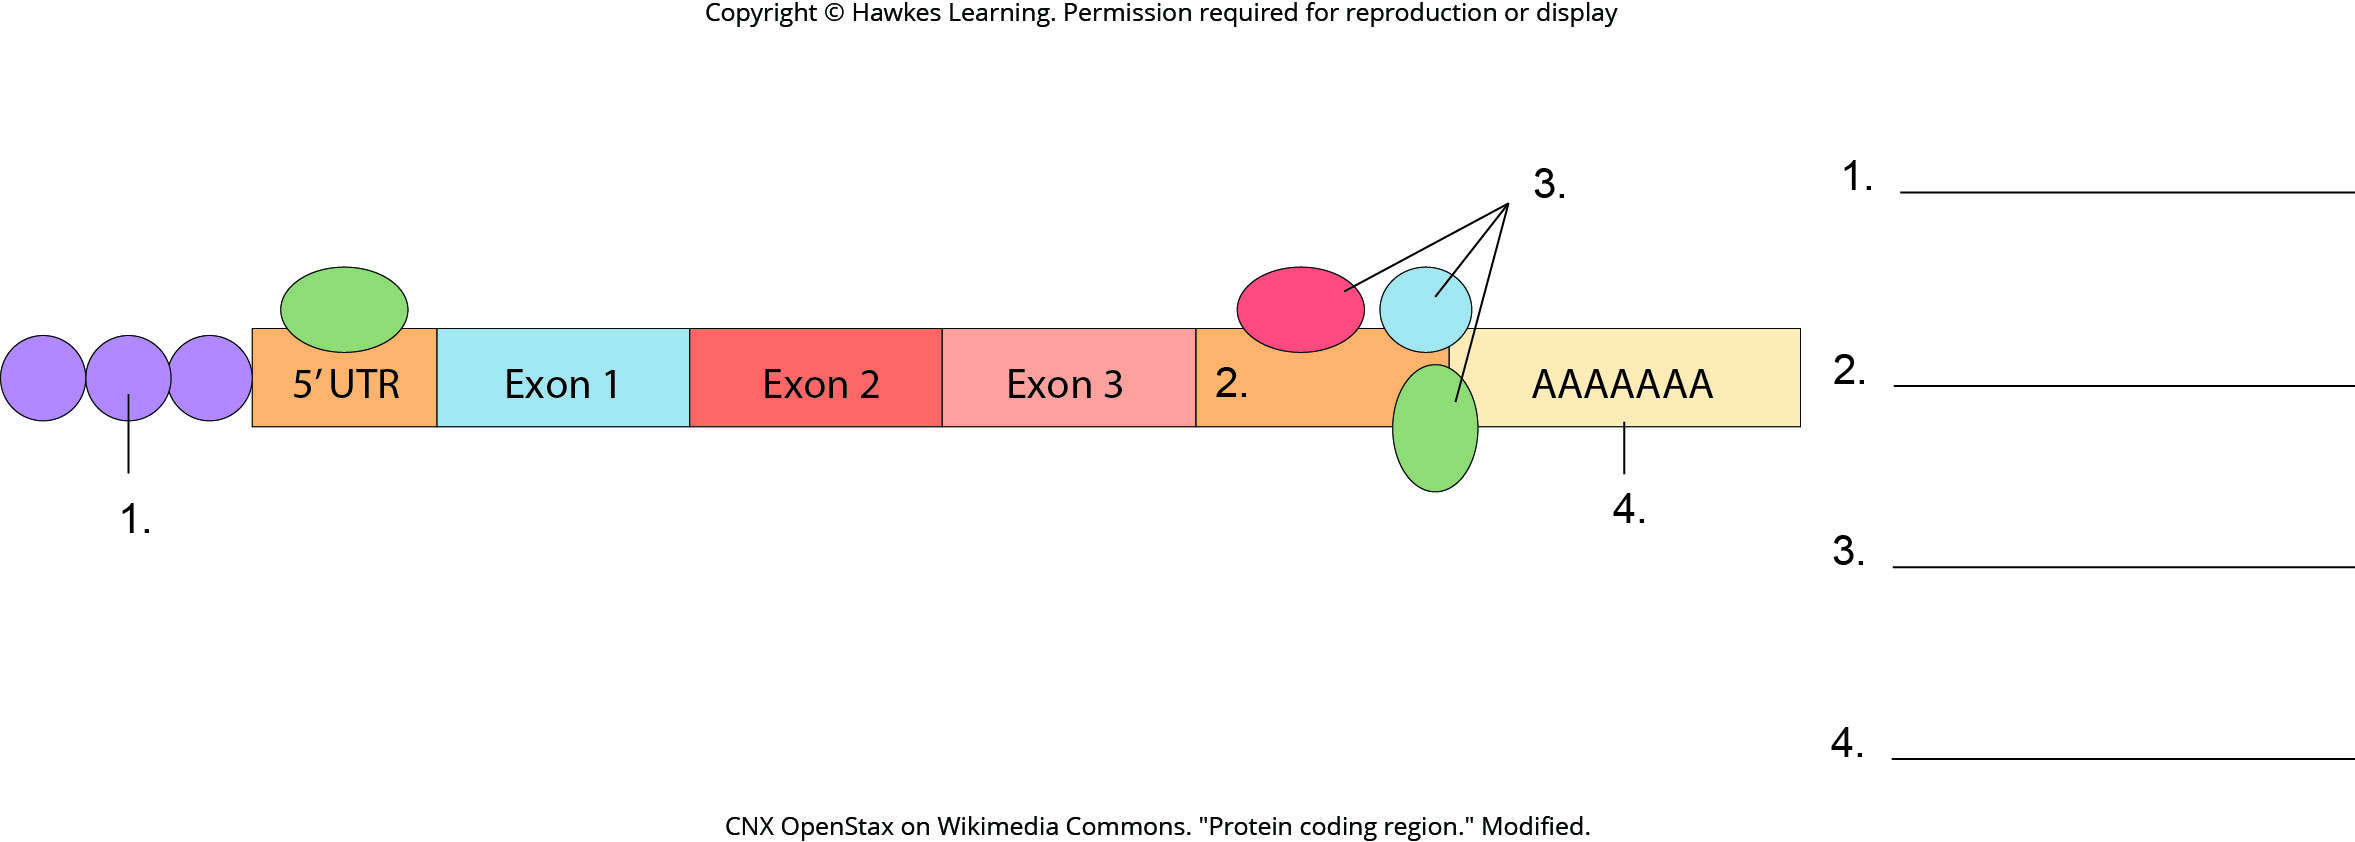 Copyright © Hawkes Learning. Permission required for reproduction or display
3.
1.
5’ UTR
Exon 1
Exon 2
Exon 3
2.
AAAAAAA
2.
1.
4.
3.
4.
CNX OpenStax on Wikimedia Commons. "Protein coding region." Modified.